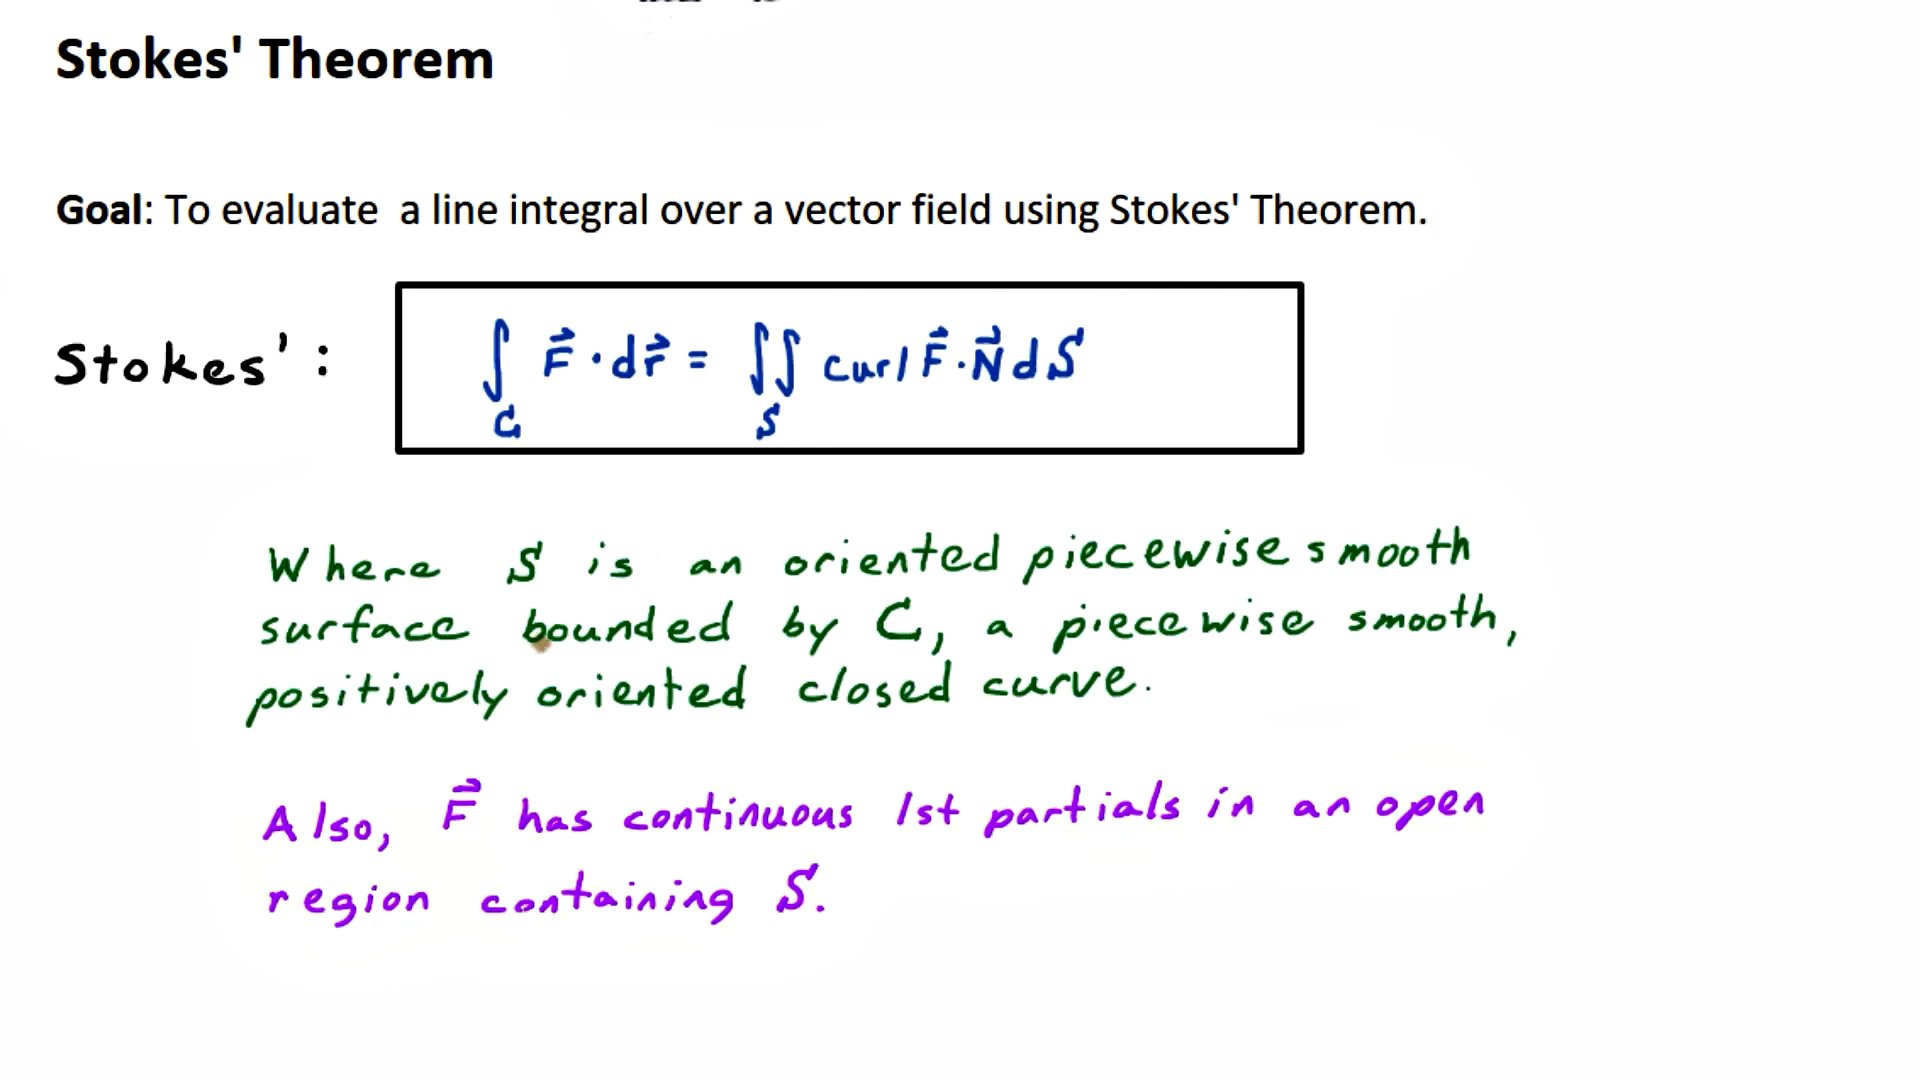 Stokes' Theorem
Goal: To evaluate a line integral over a vector field using Stokes' Theorem.
Stokes': ∫_C F⃗ · dr⃗ = ∬_S curl F⃗ · N⃗ dS
Where S is an oriented piecewise smooth
surface bounded by C, a piecewise smooth,
positively oriented closed curve.
Also, F⃗ has continuous 1st partials in an open
region containing S.